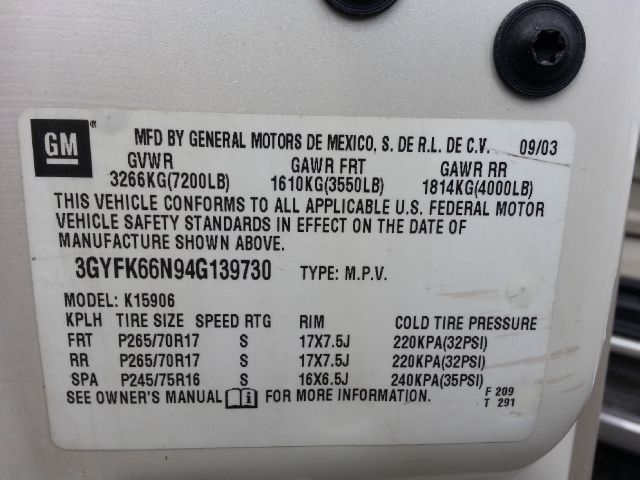 GM ® MFD BY GENERAL MOTORS DE MEXICO, S. DE R.L. DE C.V. 09/03
GVWR GAWR FRT GAWR RR
3266KG(7200LB) 1610KG(3550LB) 1814KG(4000LB)
THIS VEHICLE CONFORMS TO ALL APPLICABLE U.S. FEDERAL MOTOR
VEHICLE SAFETY STANDARDS IN EFFECT ON THE DATE OF
MANUFACTURE SHOWN ABOVE.
3GYFK66N94G139730 TYPE: M.P.V.
MODEL: K15906
KPLH TIRE SIZE SPEED RTG RIM COLD TIRE PRESSURE
FRT P265/70R17 S 17X7.5J 220KPA(32PSI)
RR P265/70R17 S 17X7.5J 220KPA(32PSI)
SPA P245/75R16 S 16X6.5J 240KPA(35PSI)
SEE OWNER'S MANUAL i FOR MORE INFORMATION. F 209
T 291